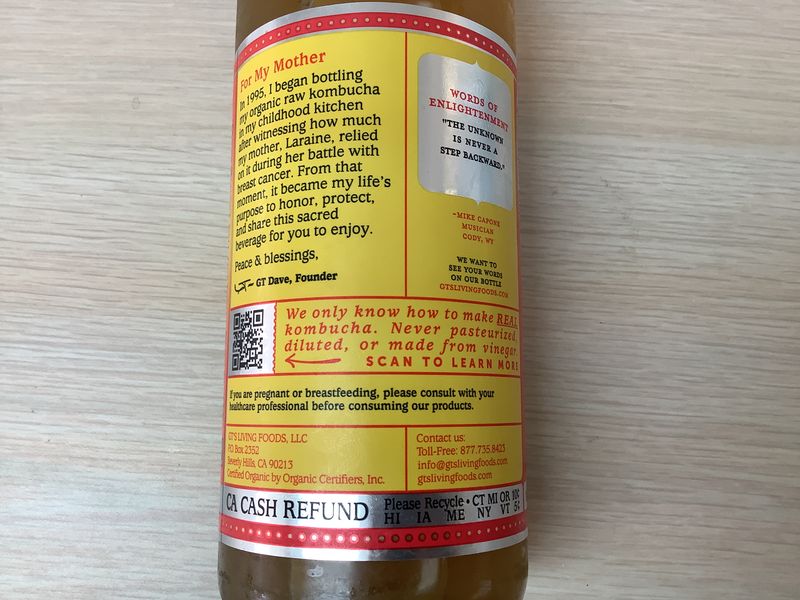 For My Mother
In 1995, I began bottling
my organic raw kombucha
in my childhood kitchen
after witnessing how much
my mother, Laraine, relied
on it during her battle with
breast cancer. From that
moment, it became my life's
purpose to honor, protect,
and share this sacred
beverage for you to enjoy.
Peace & blessings,
GT Dave, Founder
WORDS OF
ENLIGHTENMENT
"THE UNKNOWN
IS NEVER A
STEP BACKWARD."
-MIKE CAPONE
MUSICIAN
CODY, WY
WE WANT TO
SEE YOUR WORDS
ON OUR BOTTLE
GTSLIVINGFOODS.COM
We only know how to make REAL
kombucha. Never pasteurized,
diluted, or made from vinegar.
SCAN TO LEARN MORE
If you are pregnant or breastfeeding, please consult with your
healthcare professional before consuming our products.
GT'S LIVING FOODS, LLC
P.O. Box 2352
Beverly Hills, CA 90213
Certified Organic by Organic Certifiers, Inc.
Contact us:
Toll-Free: 877.735.8423
info@gtslivingfoods.com
gtslivingfoods.com
CA CASH REFUND
Please Recycle • CT MI OR 10¢
HI IA ME NY VT 5¢